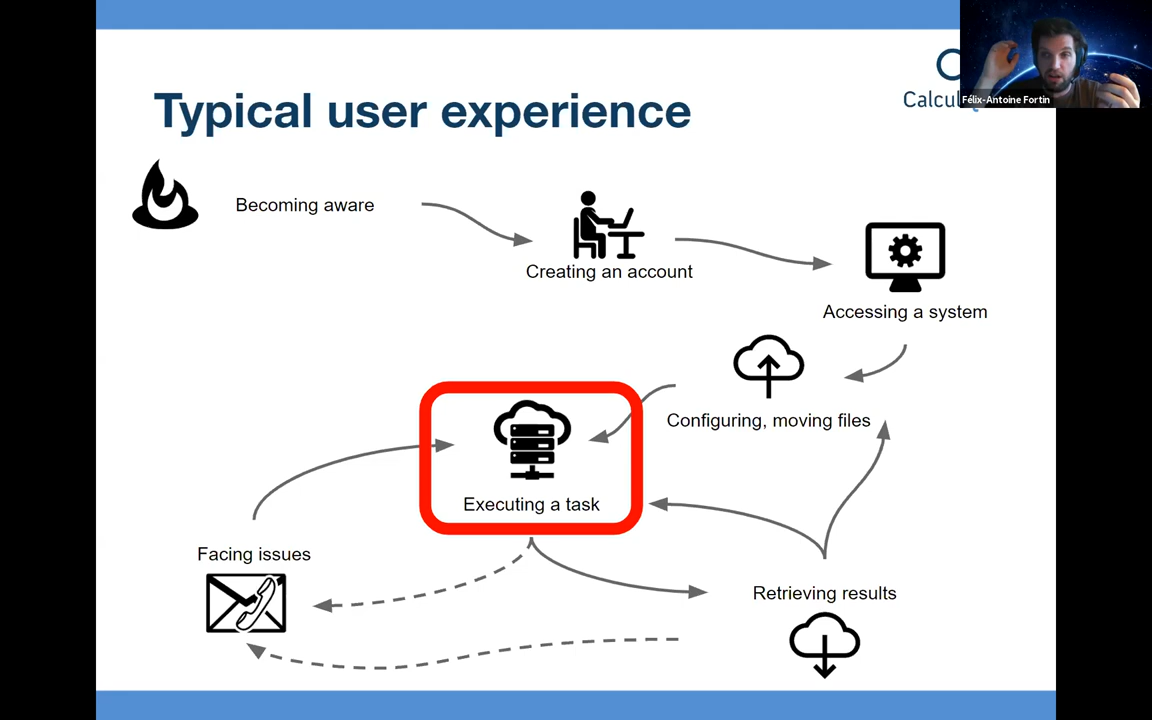 Typical user experience
Félix-Antoine Fortin
Becoming aware
Creating an account
Accessing a system
Configuring, moving files
Executing a task
Facing issues
Retrieving results